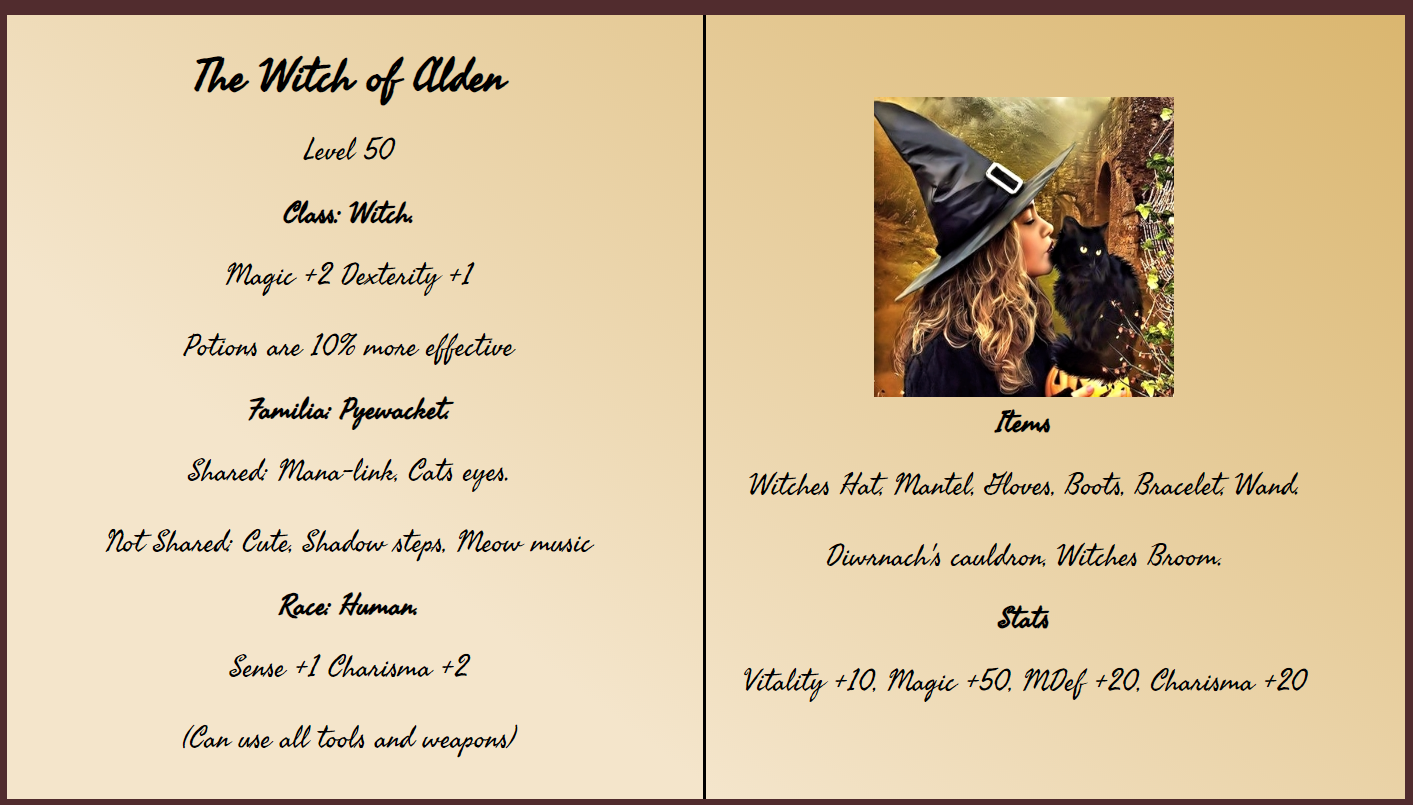 The Witch of Alden
Level 50
Class: Witch.
Magic +2 Dexterity +1
Potions are 10% more effective
Familia: Pyewacket.
Shared: Mana-link, Cats eyes.
Not Shared: Cute, Shadow steps, Meow music
Race: Human.
Sense +1 Charisma +2
(Can use all tools and weapons)
Items
Witches Hat, Mantel, Gloves, Boots, Bracelet, Wand.
Diwrnach's cauldron, Witches Broom.
Stats
Vitality +10, Magic +50, MDef +20, Charisma +20